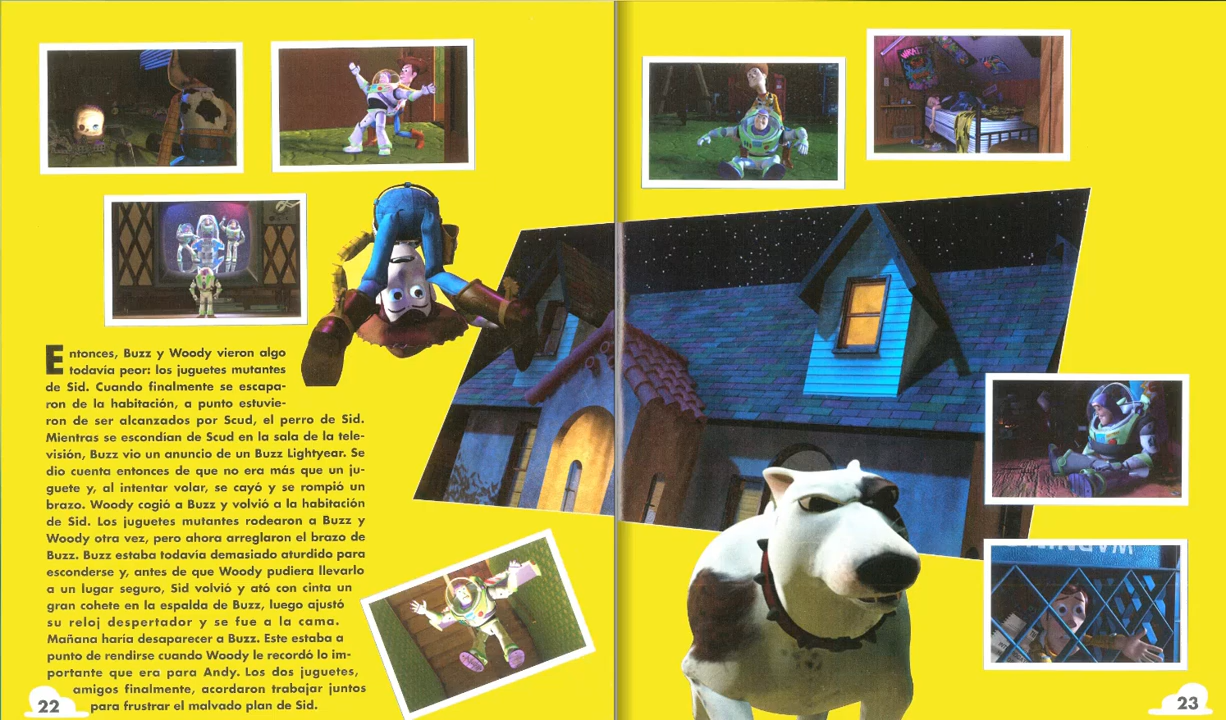 Entonces, Buzz y Woody vieron algo
todavía peor: los juguetes mutantes
de Sid. Cuando finalmente se escapa-
ron de la habitación, a punto estuvie-
ron de ser alcanzados por Scud, el perro de Sid.
Mientras se escondían de Scud en la sala de la tele-
visión, Buzz vio un anuncio de un Buzz Lightyear. Se
dio cuenta entonces de que no era más que un ju-
guete y, al intentar volar, se cayó y se rompió un
brazo. Woody cogió a Buzz y volvió a la habitación
de Sid. Los juguetes mutantes rodearon a Buzz y
Woody otra vez, pero ahora arreglaron el brazo de
Buzz. Buzz estaba todavía demasiado aturdido para
esconderse y, antes de que Woody pudiera llevarlo
a un lugar seguro, Sid volvió y ató con cinta un
gran cohete en la espalda de Buzz, luego ajustó
su reloj despertador y se fue a la cama.
Mañana haría desaparecer a Buzz. Este estaba a
punto de rendirse cuando Woody le recordó lo im-
portante que era para Andy. Los dos juguetes,
amigos finalmente, acordaron trabajar juntos
para frustrar el malvado plan de Sid.
22
23